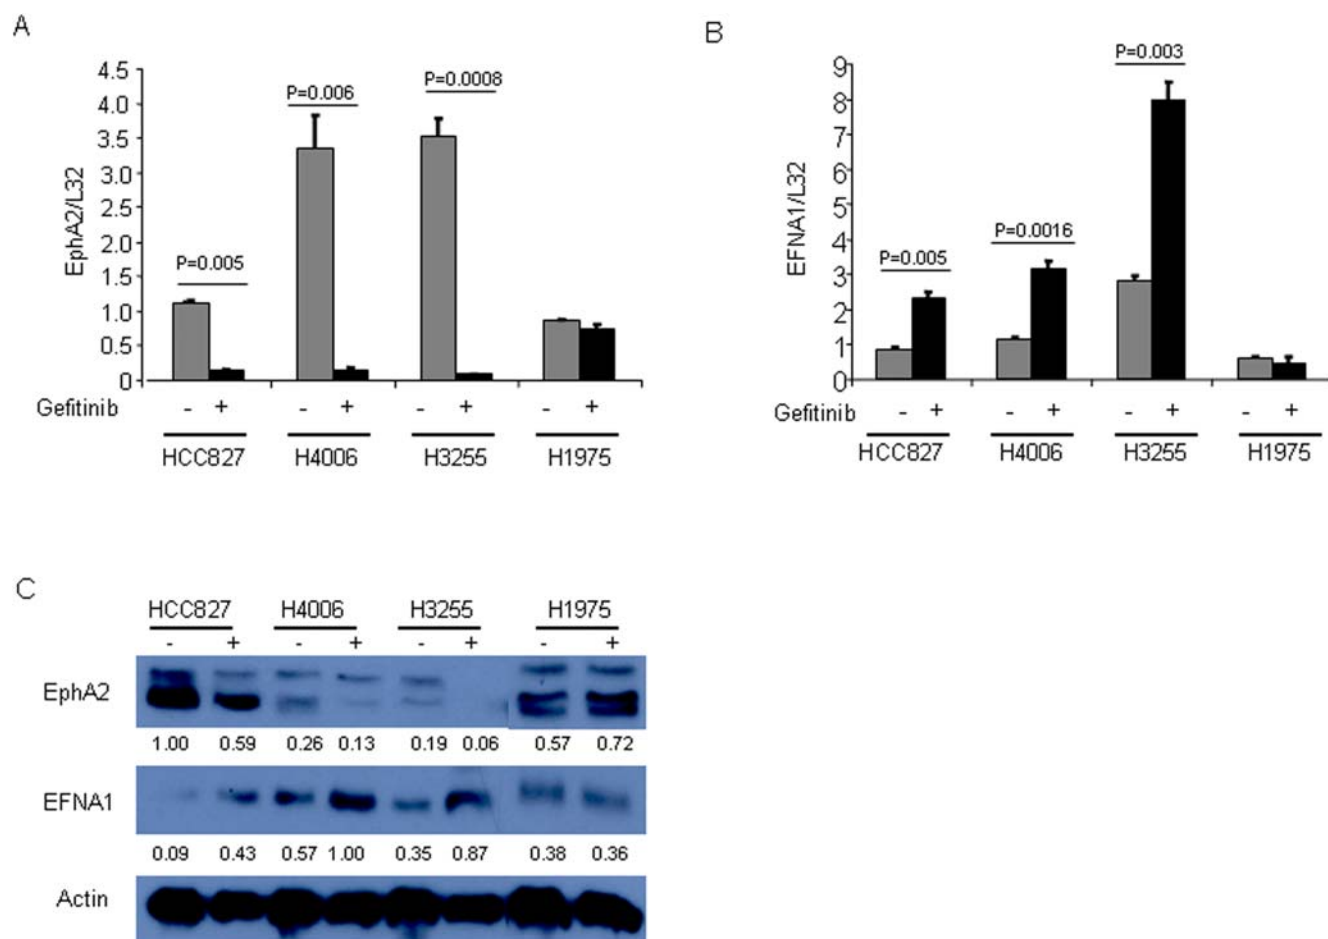 A
EphA2/L32
4.5
4.0
3.5
3.0
2.5
2.0
1.5
1.0
0.5
0
P=0.005
P=0.006
P=0.0008
Gefitinib - + - + - + - +
HCC827 H4006 H3255 H1975
B
EFNA1/L32
9
8
7
6
5
4
3
2
1
0
P=0.005
P=0.0016
P=0.003
Gefitinib - + - + - + - +
HCC827 H4006 H3255 H1975
C
HCC827 H4006 H3255 H1975
- + - + - + - +
EphA2
1.00 0.59 0.26 0.13 0.19 0.06 0.57 0.72
EFNA1
0.09 0.43 0.57 1.00 0.35 0.87 0.38 0.36
Actin